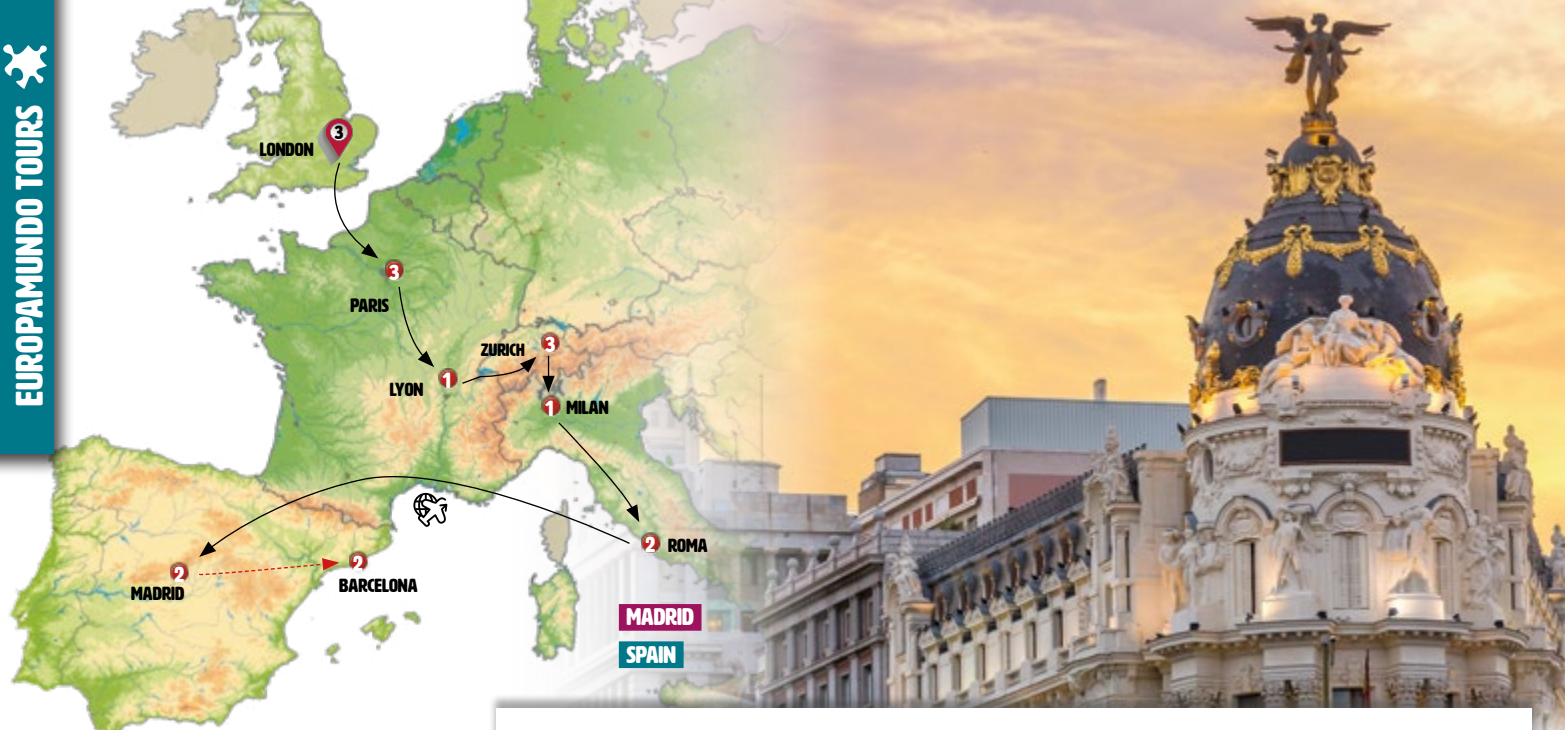 EUROPAMUNDO TOURS
LONDON
3
3
PARIS
ZURICH
3
LYON
1
1
MILAN
2
ROMA
MADRID
2
2
BARCELONA
MADRID
SPAIN